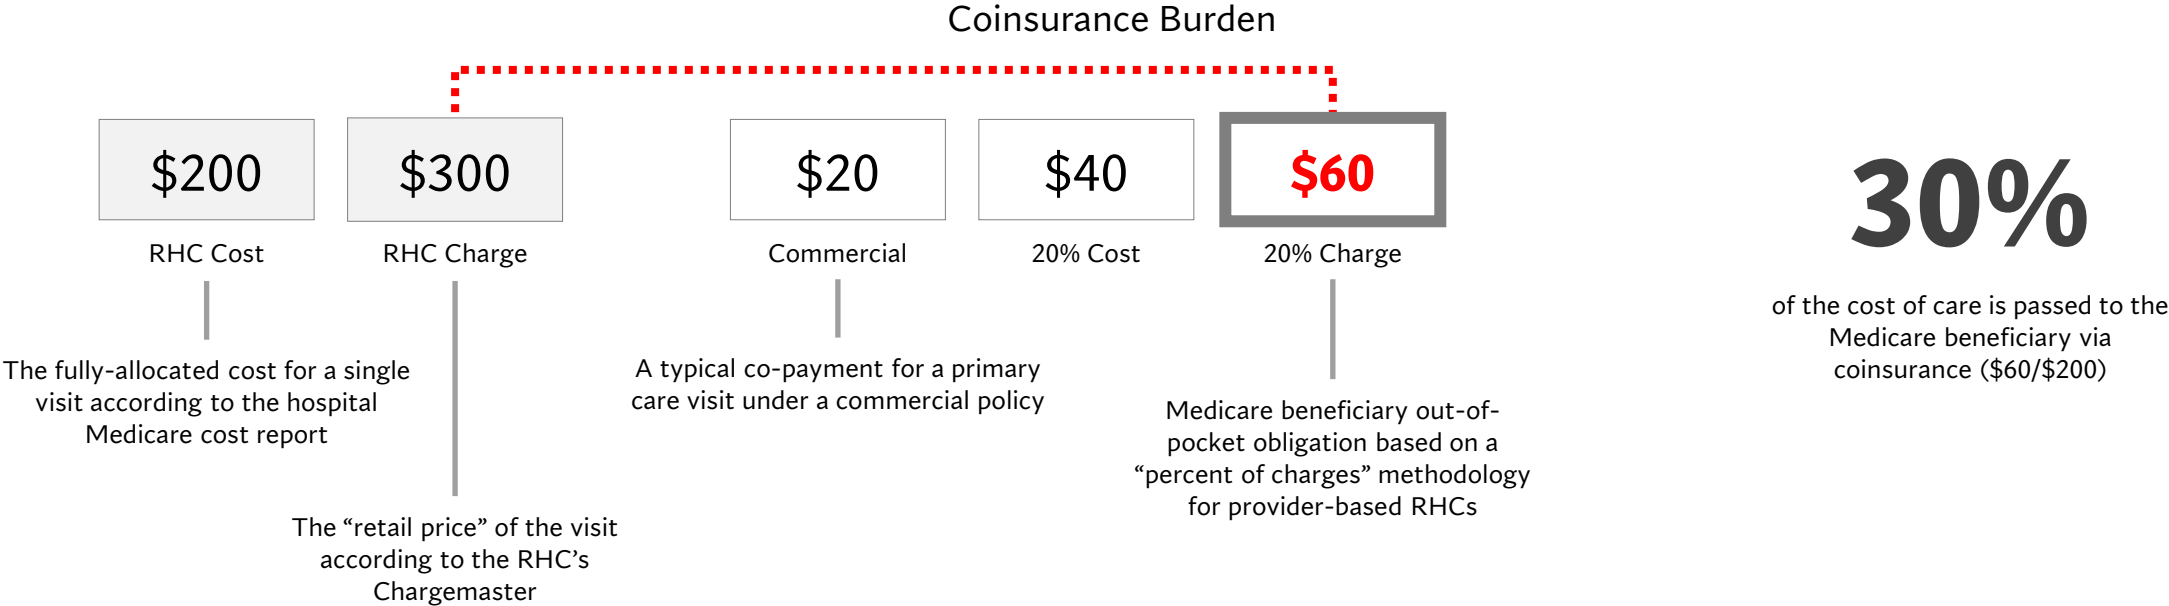 Coinsurance Burden
$200
RHC Cost
The fully-allocated cost for a single
visit according to the hospital
Medicare cost report
$300
RHC Charge
The “retail price” of the visit
according to the RHC’s
Chargemaster
$20
Commercial
A typical co-payment for a primary
care visit under a commercial policy
$40
20% Cost
$60
20% Charge
Medicare beneficiary out-of-
pocket obligation based on a
“percent of charges” methodology
for provider-based RHCs
30%
of the cost of care is passed to the
Medicare beneficiary via
coinsurance ($60/$200)